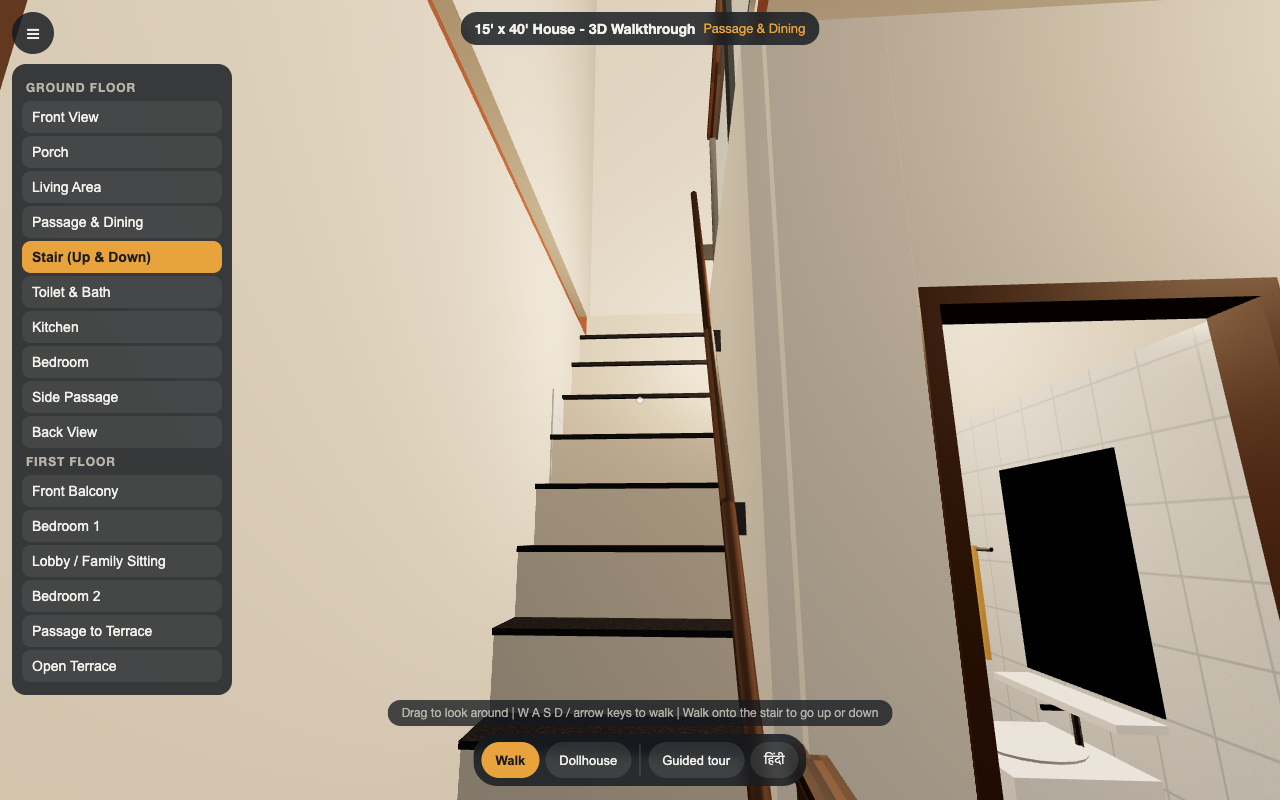 ☰
15' x 40' House - 3D Walkthrough Passage & Dining
GROUND FLOOR
Front View
Porch
Living Area
Passage & Dining
Stair (Up & Down)
Toilet & Bath
Kitchen
Bedroom
Side Passage
Back View
FIRST FLOOR
Front Balcony
Bedroom 1
Lobby / Family Sitting
Bedroom 2
Passage to Terrace
Open Terrace
Drag to look around | W A S D / arrow keys to walk | Walk onto the stair to go up or down
Walk Dollhouse Guided tour हिंदी